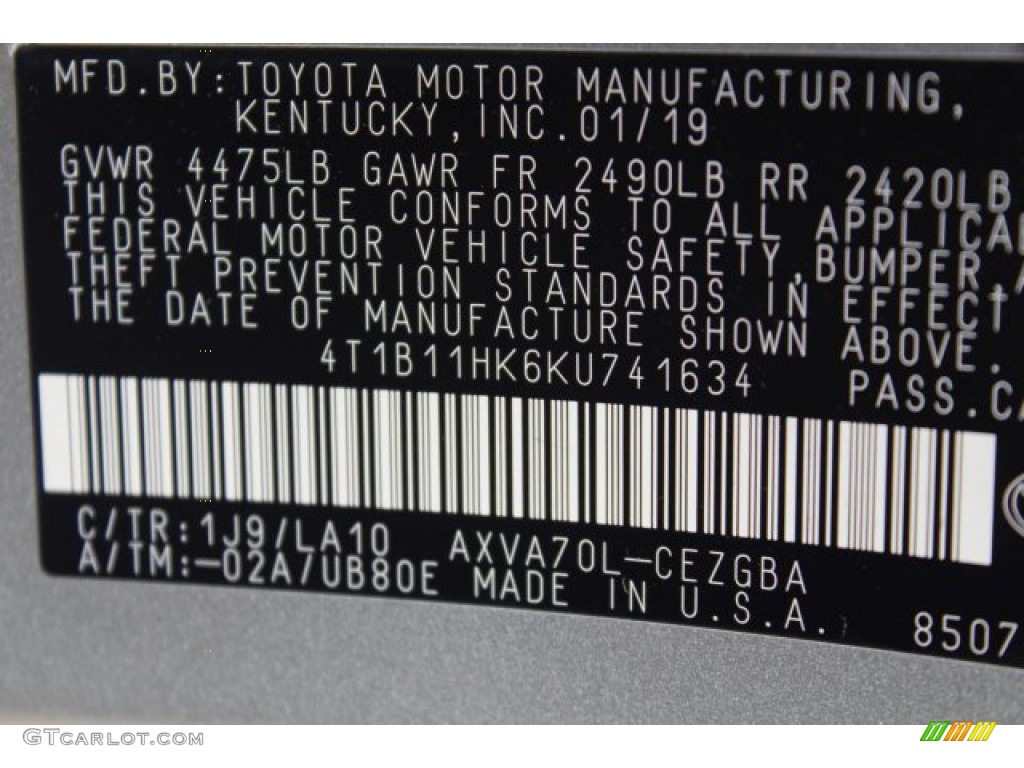 MFD.BY:TOYOTA MOTOR MANUFACTURING,
KENTUCKY,INC.01/19
GVWR 4475LB GAWR FR 2490LB RR 2420LB
THIS VEHICLE CONFORMS TO ALL
FEDERAL MOTOR VEHICLE SAFETY,BUMPER,
THEFT PREVENTION STANDARDS IN EFFECT
THE DATE OF MANUFACTURE SHOWN ABOVE.
4T1B11HK6KU741634 PASS.
C/TR:1J9/LA10 AXVA70L-CEZGBA
A/TM:-02A/UB80E MADE IN U.S.A.
8507
GTCarlot.com